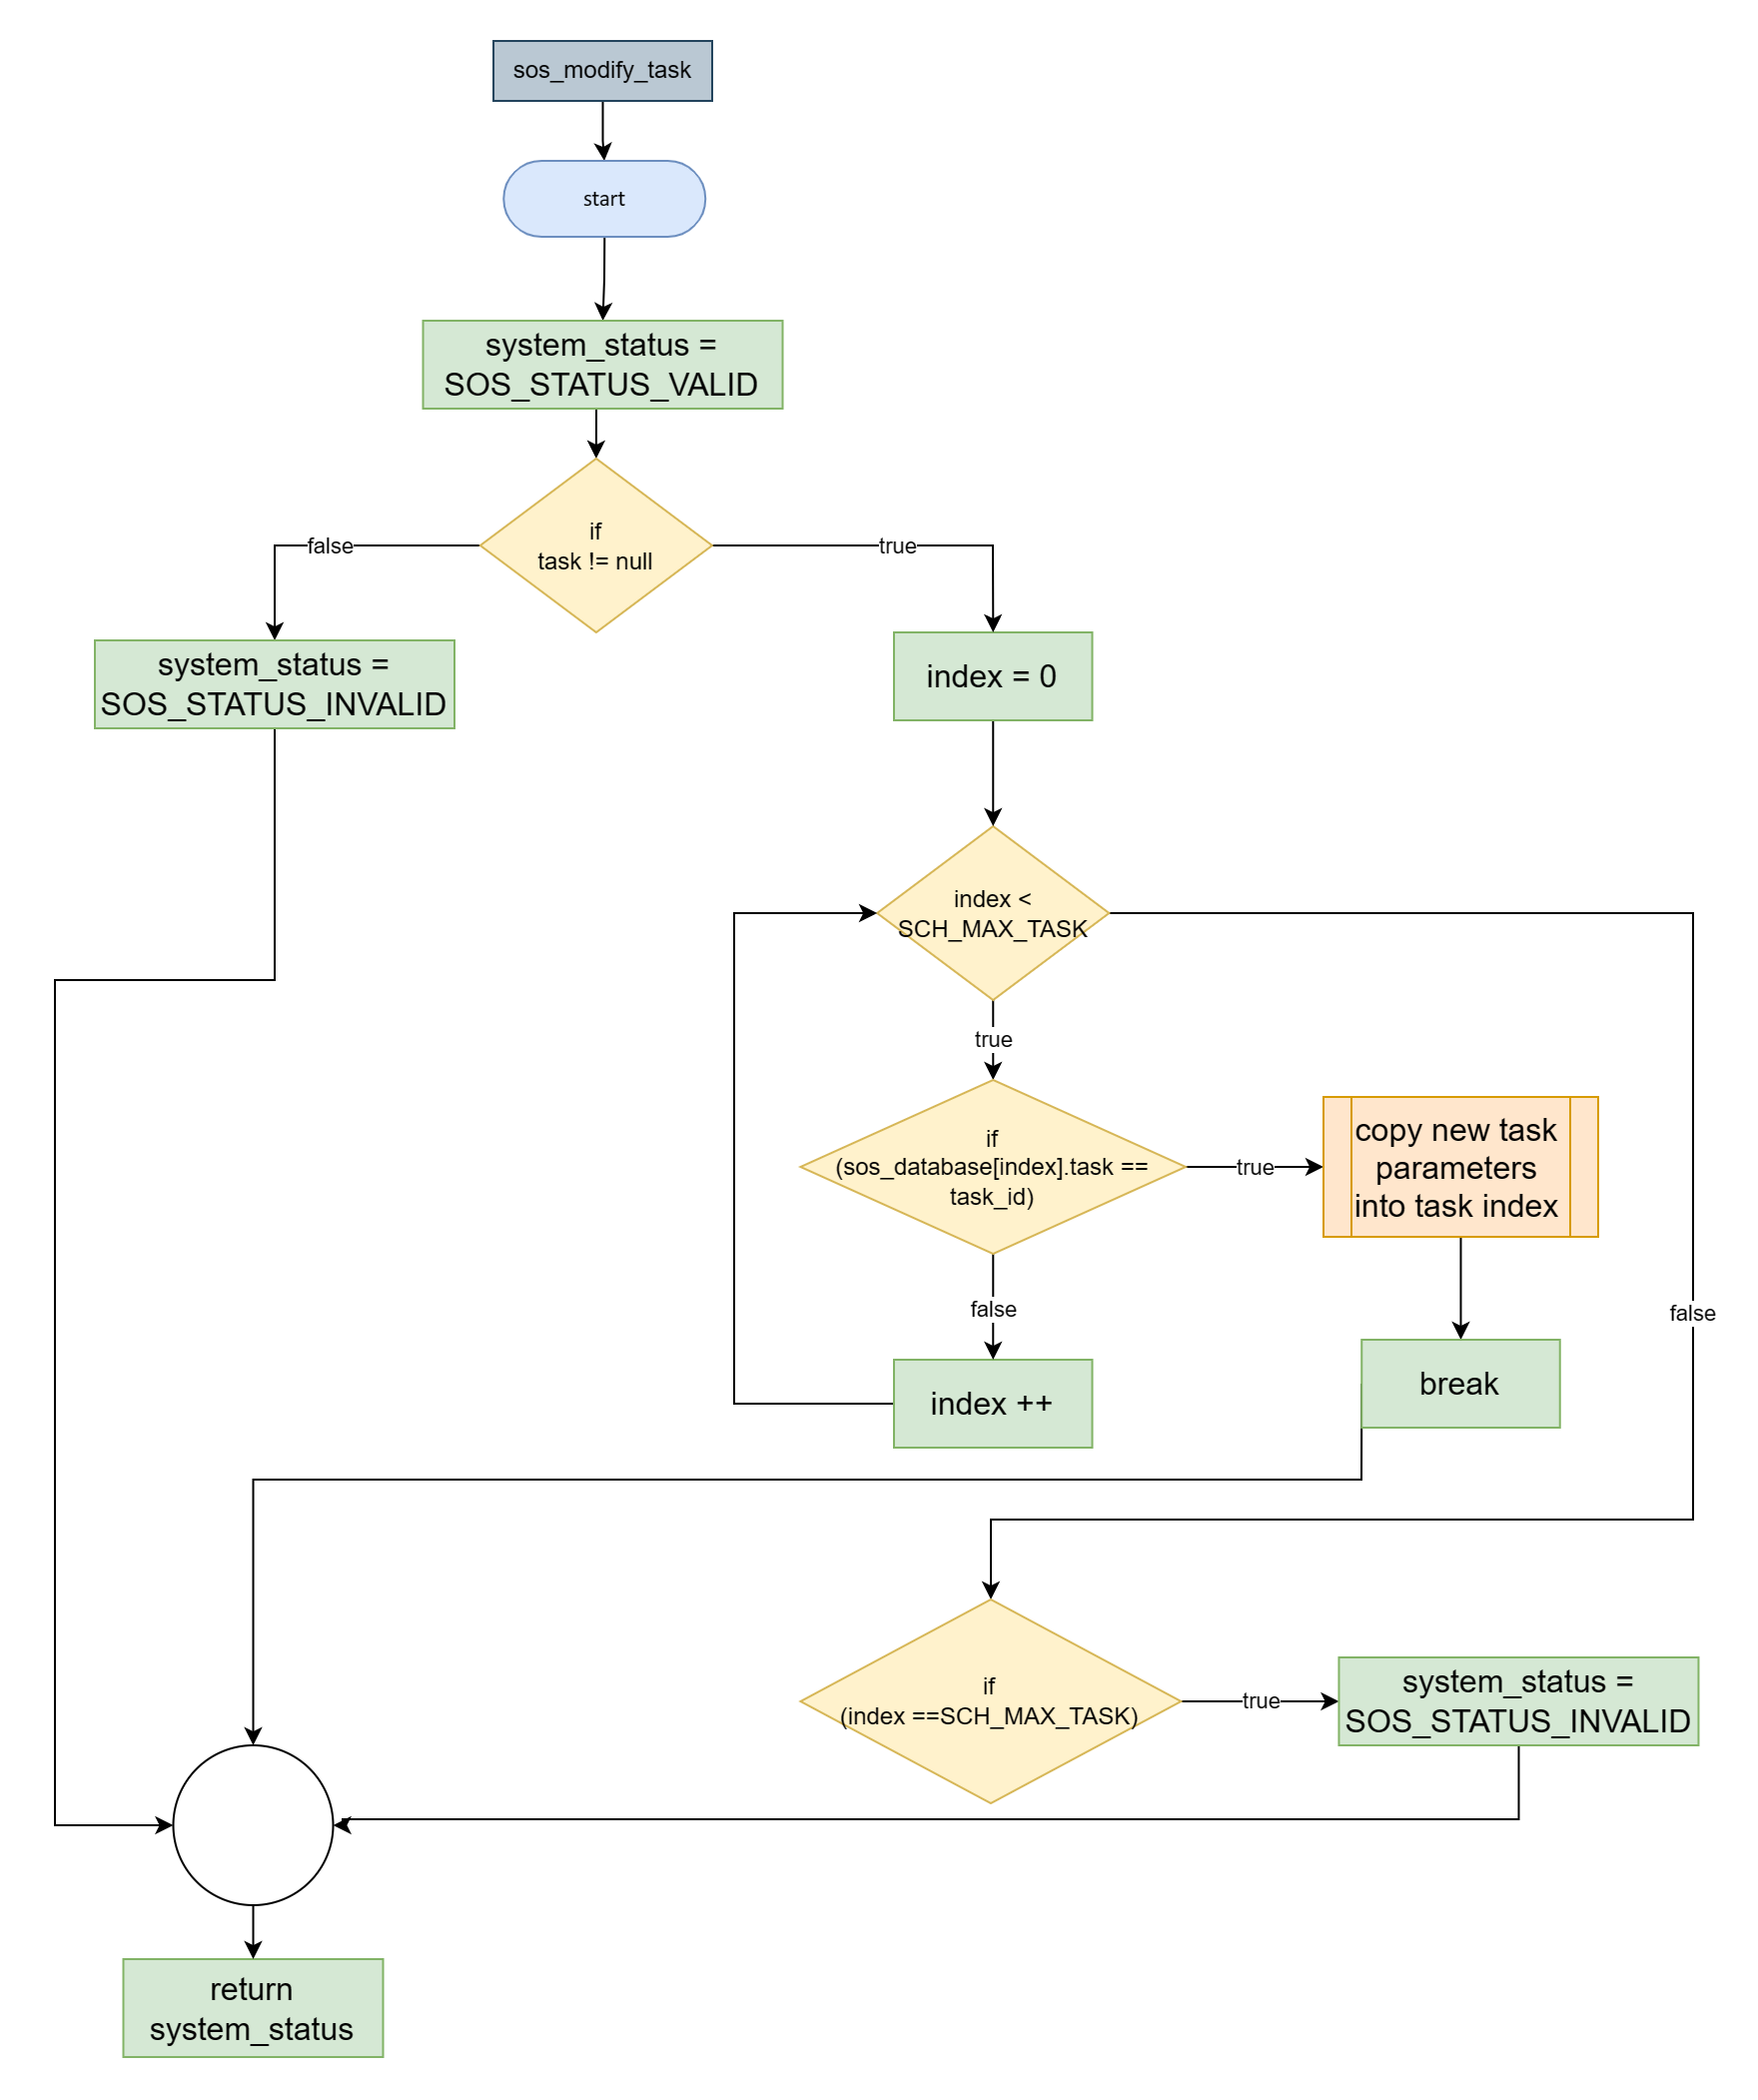 sos_modify_task
start
system_status =
SOS_STATUS_VALID
if
task != null
false
true
system_status =
SOS_STATUS_INVALID
index = 0
index <
SCH_MAX_TASK
true
if
(sos_database[index].task ==
task_id)
true
copy new task
parameters
into task index
false
false
index ++
break
if
(index ==SCH_MAX_TASK)
true
system_status =
SOS_STATUS_INVALID
return
system_status